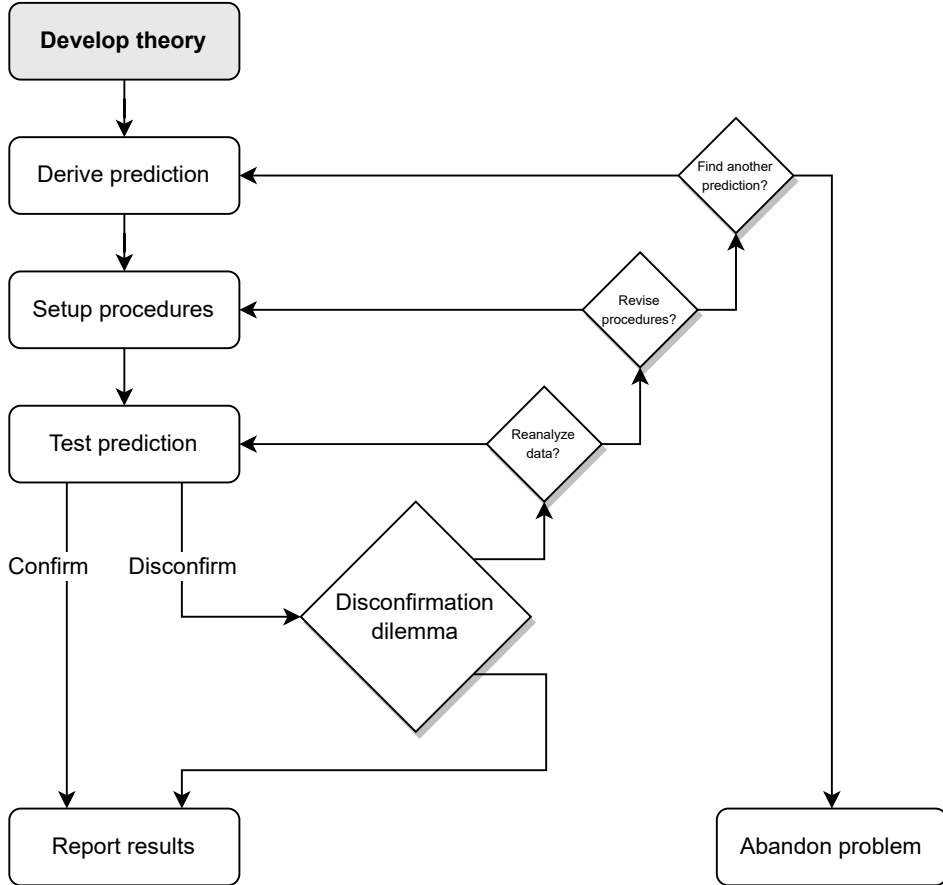 Develop theory
Derive prediction
Find another
prediction?
Setup procedures
Revise
procedures?
Test prediction
Reanalyze
data?
Confirm
Disconfirm
Disconfirmation
dilemma
Report results
Abandon problem